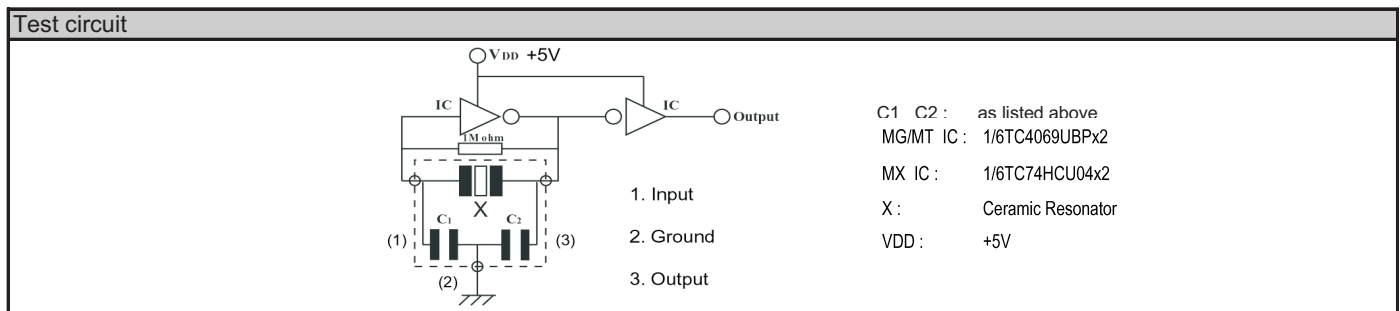 Test circuit
VDD +5V
IC
IC
Output
1M ohm
X
C1
C2
(1)
(3)
(2)
1. Input
2. Ground
3. Output
C1 C2 : as listed above
MG/MT IC : 1/6TC4069UBPx2
MX IC : 1/6TC74HCU04x2
X : Ceramic Resonator
VDD : +5V